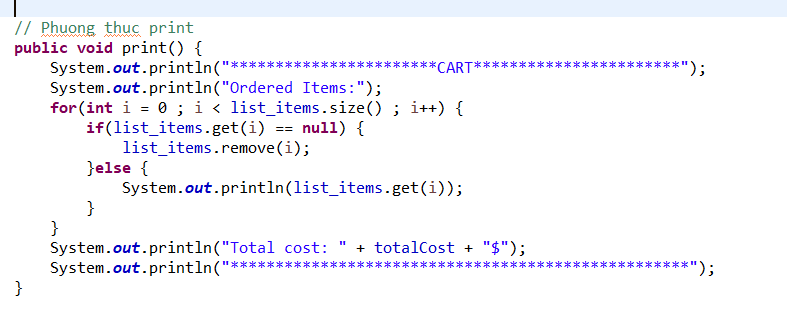 // Phuong thuc print
public void print() {
    System.out.println("***********************CART***********************");
    System.out.println("Ordered Items:");
    for(int i = 0 ; i < list_items.size() ; i++) {
        if(list_items.get(i) == null) {
            list_items.remove(i);
        }else {
            System.out.println(list_items.get(i));
        }
    }
    System.out.println("Total cost: " + totalCost + "$");
    System.out.println("***************************************************");
}